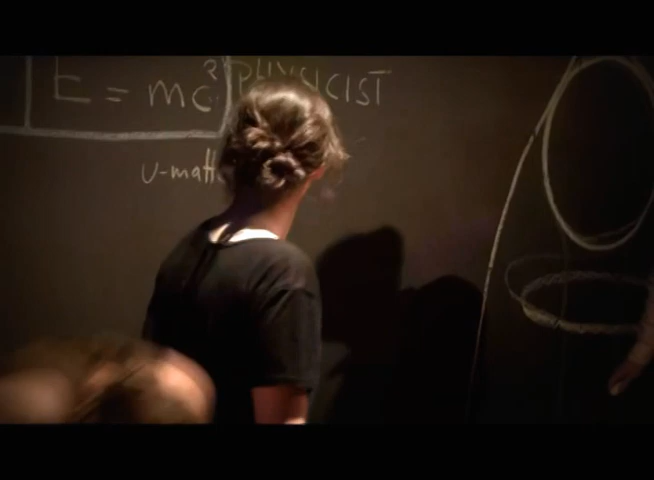 E = mc²
PHYSICIST
U-matt